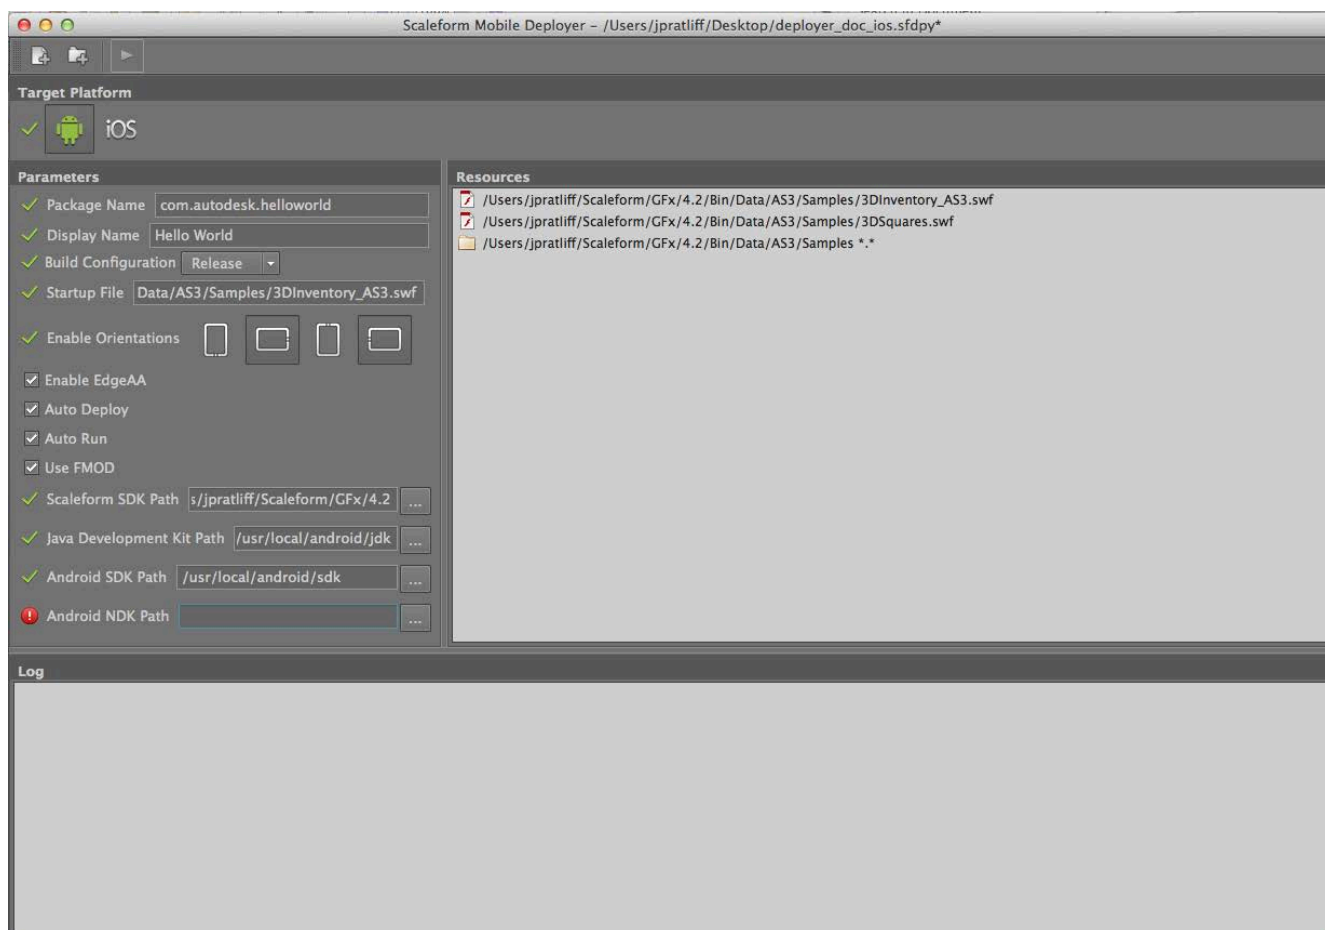 Scaleform Mobile Deployer – /Users/jpratliff/Desktop/deployer_doc_ios.sfdpy*
Target Platform
iOS
Parameters
Package Name com.autodesk.helloworld
Display Name Hello World
Build Configuration Release
Startup File Data/AS3/Samples/3DInventory_AS3.swf
Enable Orientations
Enable EdgeAA
Auto Deploy
Auto Run
Use FMOD
Scaleform SDK Path s/jpratliff/Scaleform/GFx/4.2 ...
Java Development Kit Path /usr/local/android/jdk ...
Android SDK Path /usr/local/android/sdk ...
Android NDK Path ...
Resources
/Users/jpratliff/Scaleform/GFx/4.2/Bin/Data/AS3/Samples/3DInventory_AS3.swf
/Users/jpratliff/Scaleform/GFx/4.2/Bin/Data/AS3/Samples/3DSquares.swf
/Users/jpratliff/Scaleform/GFx/4.2/Bin/Data/AS3/Samples *.*
Log